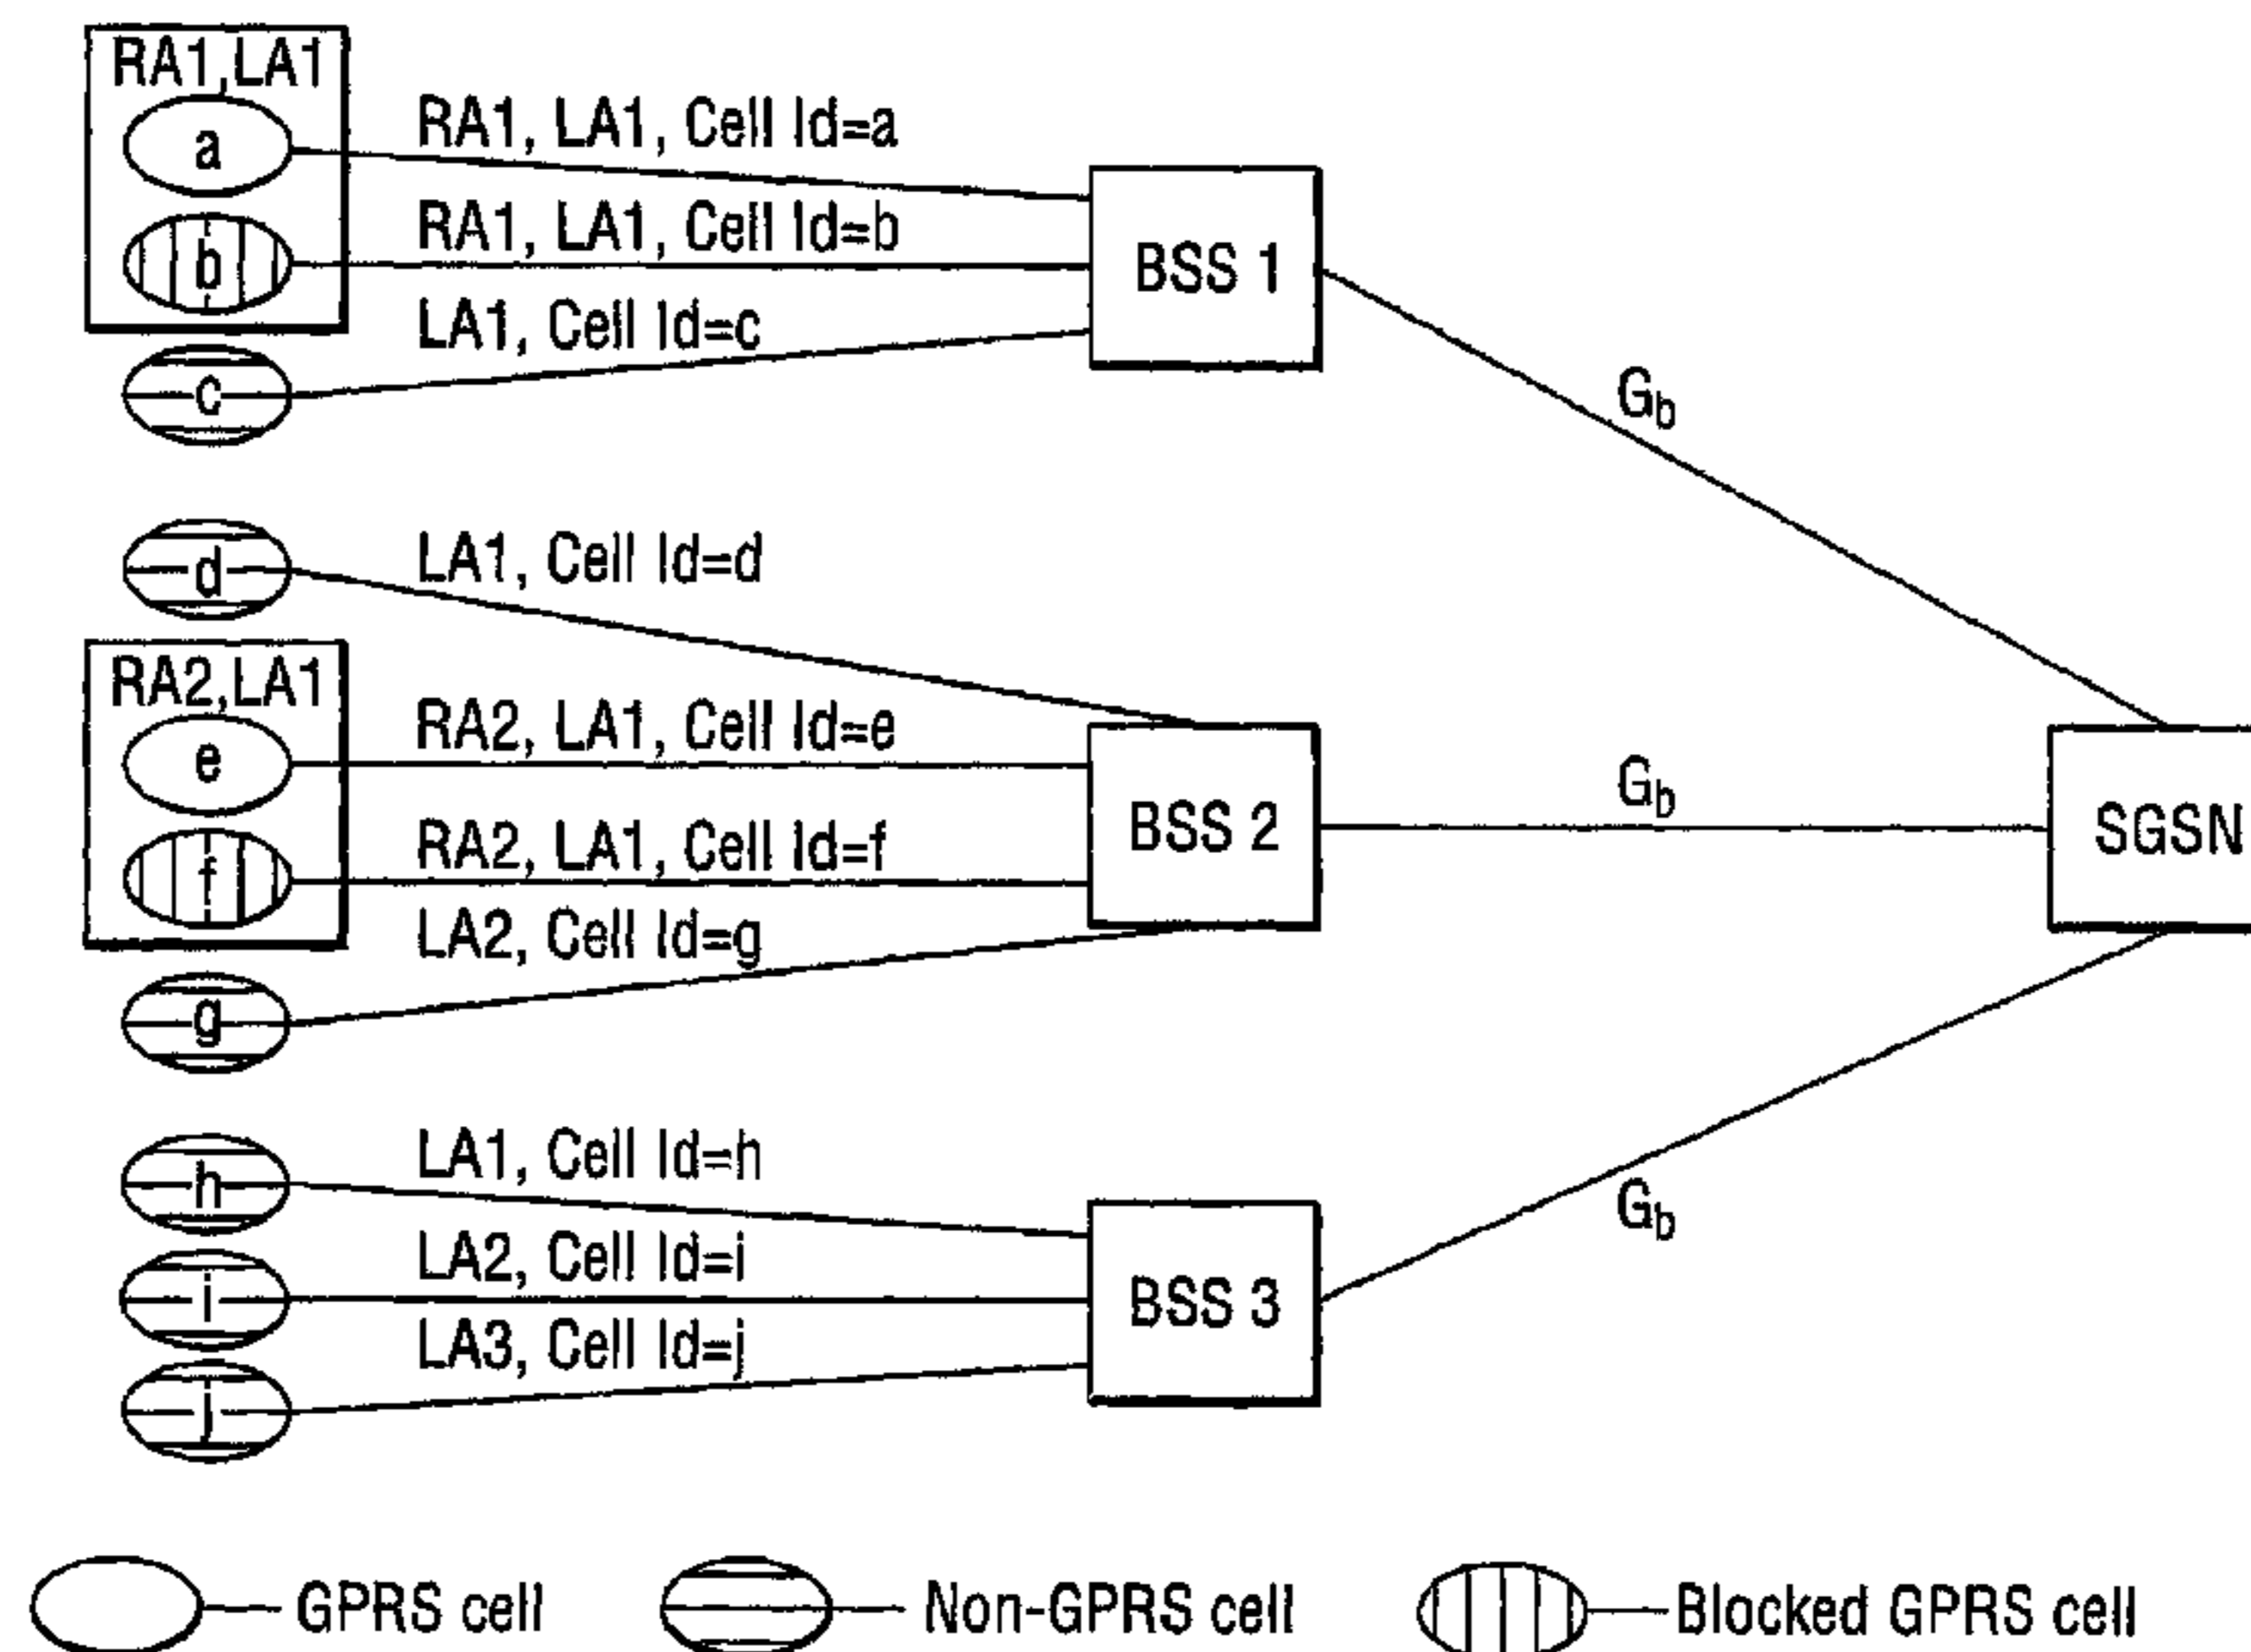 RA1,LA1
a
RA1, LA1, Cell Id=a
b
RA1, LA1, Cell Id=b
BSS 1
LA1, Cell Id=c
c
Gb
d
LA1, Cell Id=d
RA2,LA1
e
RA2, LA1, Cell Id=e
Gb
BSS 2
SGSN
f
RA2, LA1, Cell Id=f
LA2, Cell Id=g
g
h
LA1, Cell Id=h
Gb
i
LA2, Cell Id=i
BSS 3
LA3, Cell Id=j
j
GPRS cell
Non-GPRS cell
Blocked GPRS cell